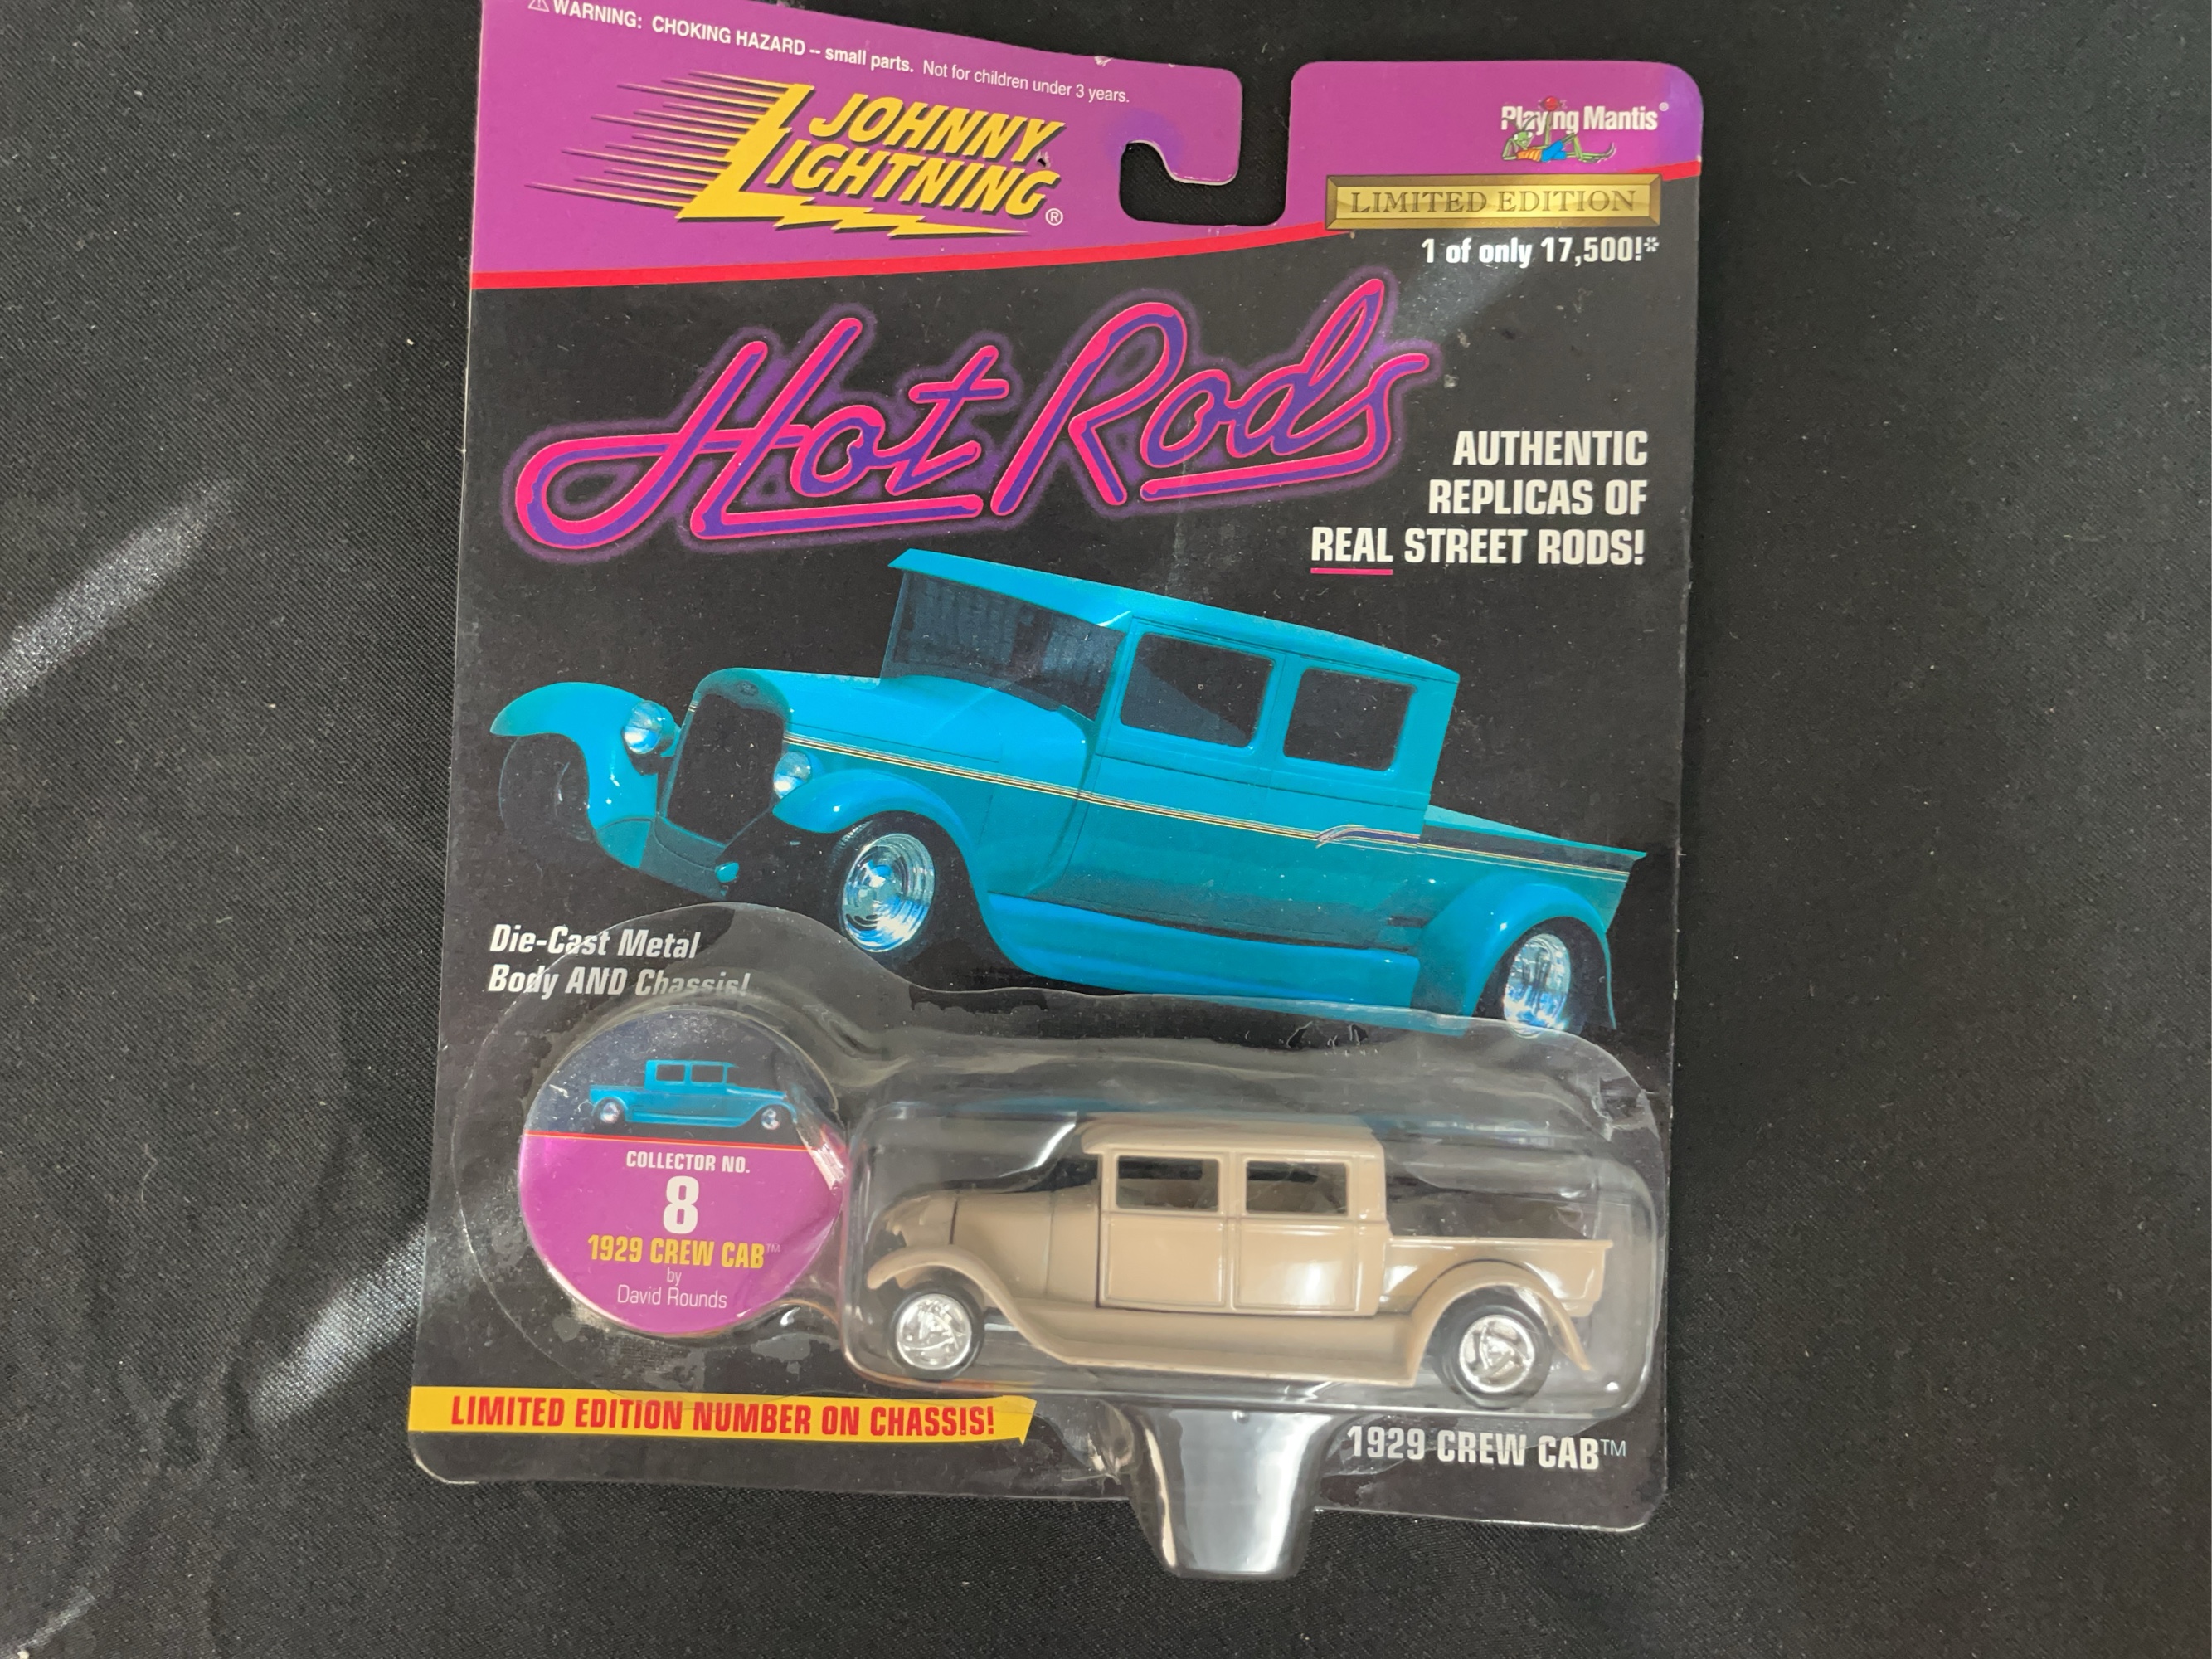 ⚠WARNING: CHOKING HAZARD -- small parts. Not for children under 3 years.
JOHNNY
LIGHTNING®
Playing Mantis®
LIMITED EDITION
1 of only 17,500!*
Hot Rods
AUTHENTIC
REPLICAS OF
REAL STREET RODS!
Die-Cast Metal
Body AND Chassis!
COLLECTOR NO.
8
1929 CREW CAB™
by
David Rounds
LIMITED EDITION NUMBER ON CHASSIS!
1929 CREW CAB™